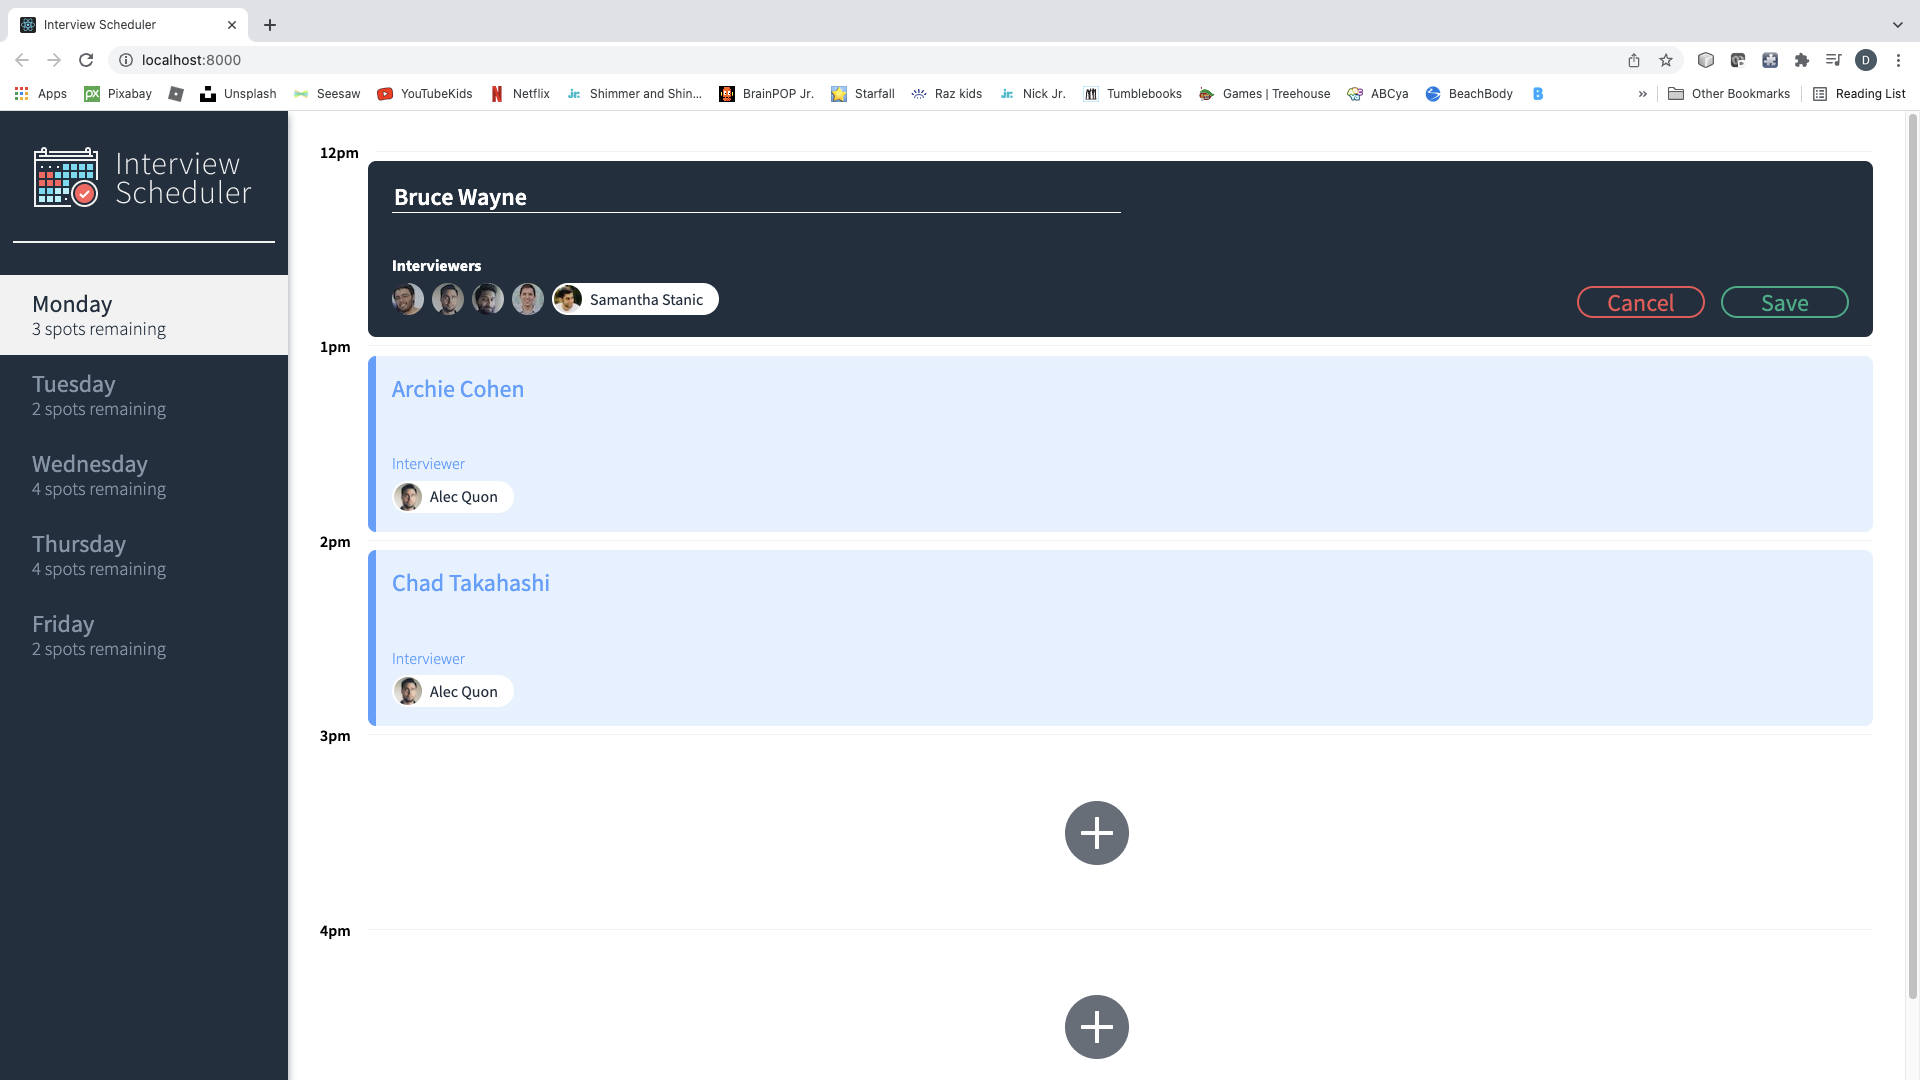 Interview Scheduler
localhost:8000
D
Apps
Pixabay
Unsplash
Seesaw
YouTubeKids
Netflix
Jr.
Shimmer and Shin...
BrainPOP Jr.
Starfall
Raz kids
Jr.
Nick Jr.
Tumblebooks
Games | Treehouse
ABCya
BeachBody
B
»
Other Bookmarks
Reading List
Interview
Scheduler
Monday
3 spots remaining
Tuesday
2 spots remaining
Wednesday
4 spots remaining
Thursday
4 spots remaining
Friday
2 spots remaining
12pm
Bruce Wayne
Interviewers
Samantha Stanic
Cancel
Save
1pm
Archie Cohen
Interviewer
Alec Quon
2pm
Chad Takahashi
Interviewer
Alec Quon
3pm
4pm